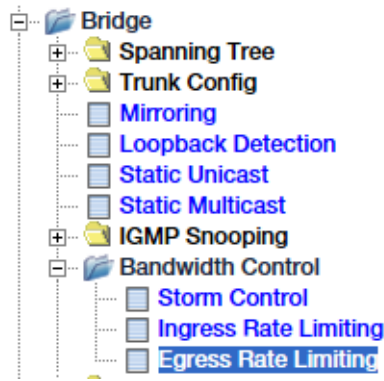 Bridge
Spanning Tree
Trunk Config
Mirroring
Loopback Detection
Static Unicast
Static Multicast
IGMP Snooping
Bandwidth Control
Storm Control
Ingress Rate Limiting
Egress Rate Limiting